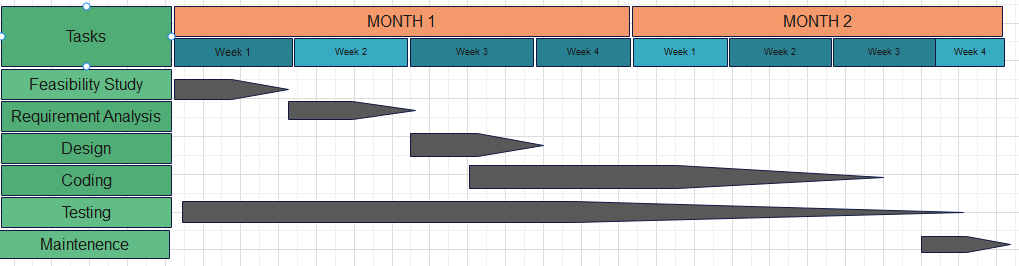 Tasks
MONTH 1
MONTH 2
Week 1
Week 2
Week 3
Week 4
Week 1
Week 2
Week 3
Week 4
Feasibility Study
Requirement Analysis
Design
Coding
Testing
Maintenence